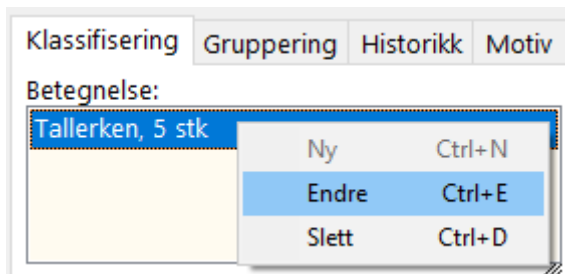 Klassifisering Gruppering Historikk Motiv
Betegnelse:
Tallerken, 5 stk
Ny Ctrl+N
Endre Ctrl+E
Slett Ctrl+D